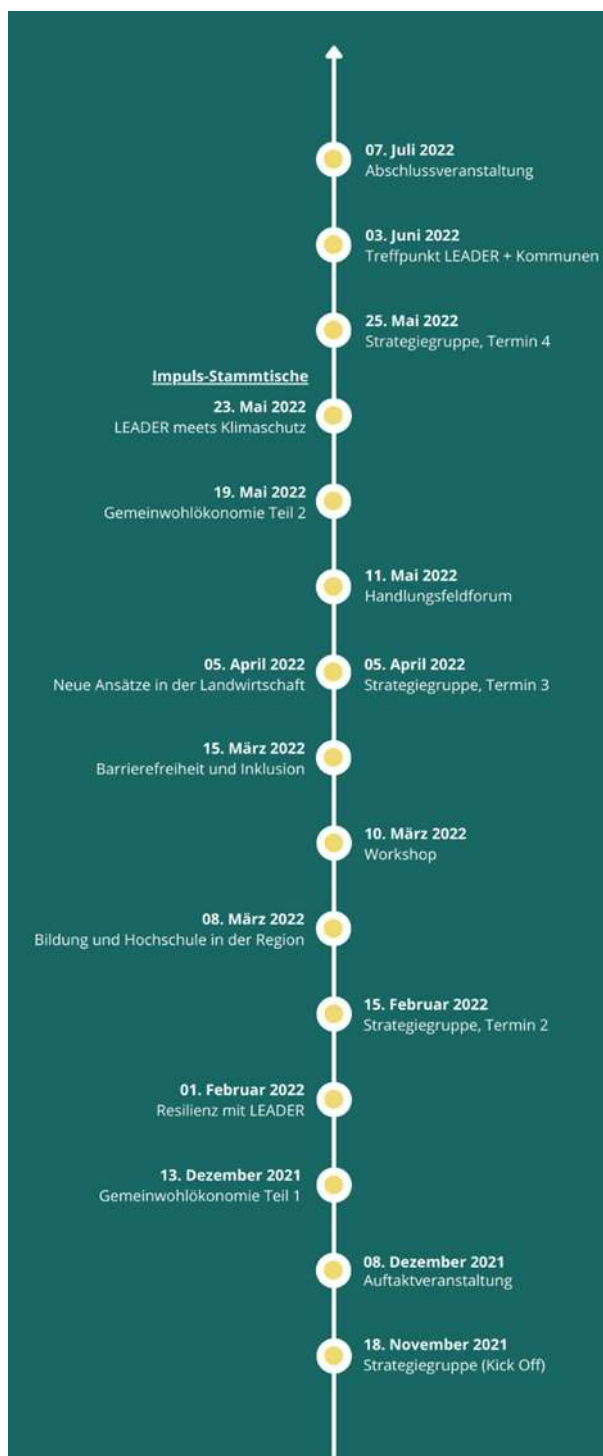 07. Juli 2022
Abschlussveranstaltung
03. Juni 2022
Treffpunkt LEADER + Kommunen
25. Mai 2022
Strategiegruppe, Termin 4
Impuls-Stammtische
23. Mai 2022
LEADER meets Klimaschutz
19. Mai 2022
Gemeinwohlökonomie Teil 2
11. Mai 2022
Handlungsfeldforum
05. April 2022
Neue Ansätze in der Landwirtschaft
05. April 2022
Strategiegruppe, Termin 3
15. März 2022
Barrierefreiheit und Inklusion
10. März 2022
Workshop
08. März 2022
Bildung und Hochschule in der Region
15. Februar 2022
Strategiegruppe, Termin 2
01. Februar 2022
Resilienz mit LEADER
13. Dezember 2021
Gemeinwohlökonomie Teil 1
08. Dezember 2021
Auftaktveranstaltung
18. November 2021
Strategiegruppe (Kick Off)